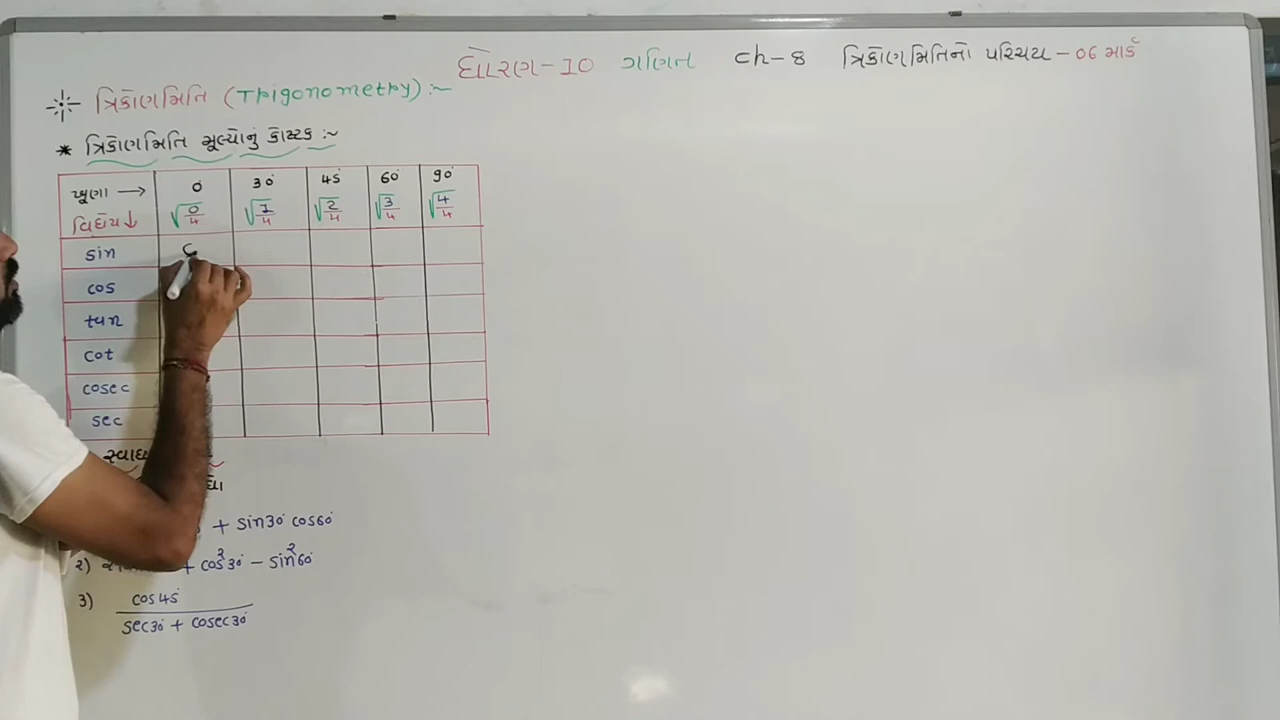 ધોરણ-10 ગણિત ch-8 ત્રિકોણમિતિનો પરિચય - 06 માર્ક
ત્રિકોણમિતિ (Trigonometry) :~
* ત્રિકોણમિતિ મૂલ્યોનું કોષ્ટક :~
ખૂણા → 0° 30° 45° 60° 90°
વિધેય↓ √0/4 √1/4 √2/4 √3/4 √4/4
sin
cos
tan
cot
cosec
sec
+ sin30° cos60°
૨) + cos²30° - sin²60°
3) cos45°
sec30° + cosec30°